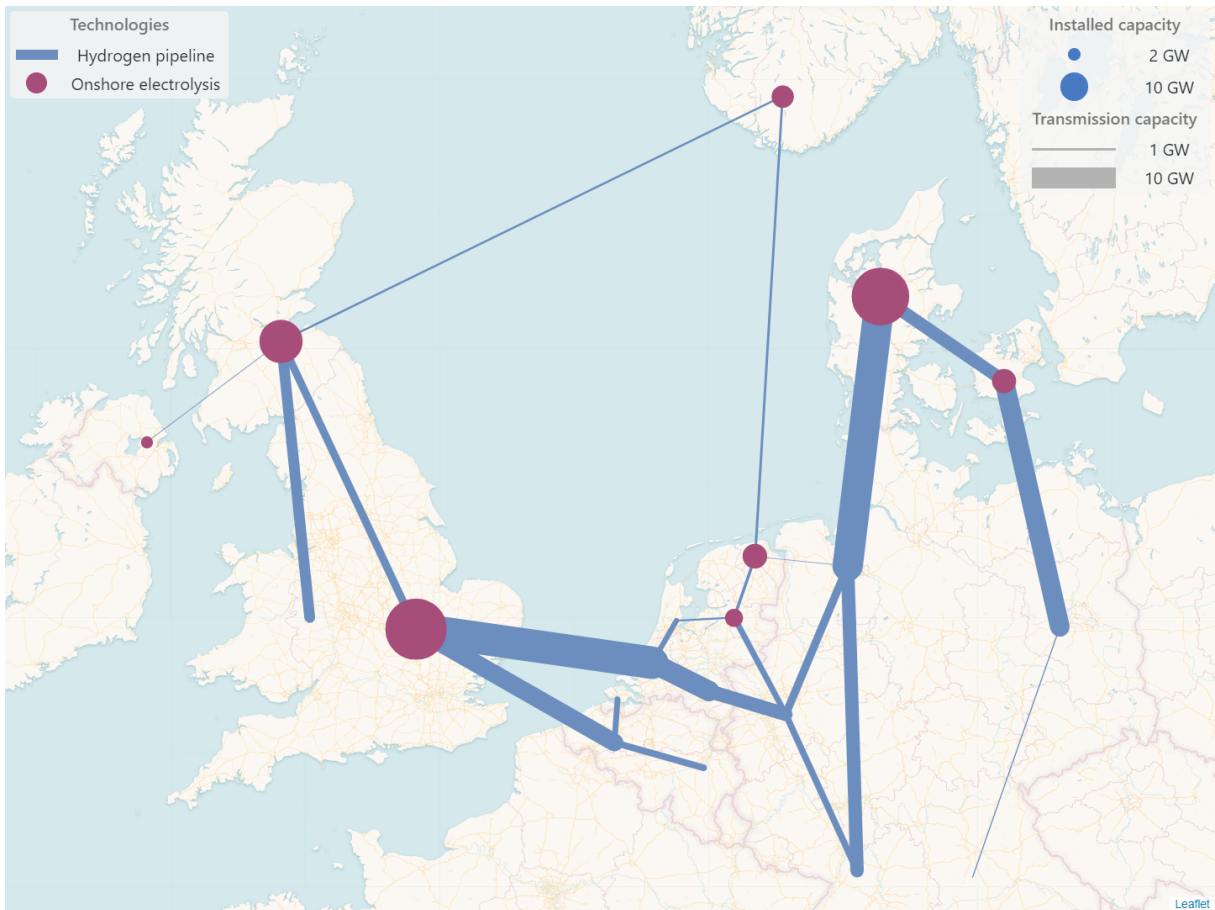 Technologies
Hydrogen pipeline
Onshore electrolysis
Installed capacity
2 GW
10 GW
Transmission capacity
1 GW
10 GW
Leaflet